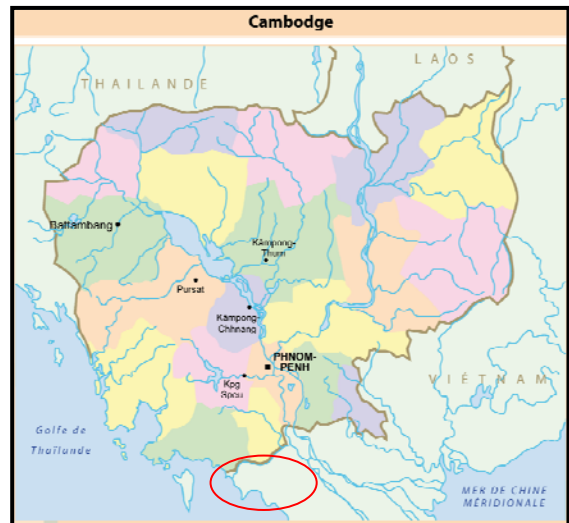 Cambodge
LAOS
THAILANDE
Battambang
Kâmpong-
Thum
Pursat
Kâmpong-
Chhnang
PHNOM-
PENH
Kpg
Spou
VIÊTNAM
Golfe de
Thaïlande
MER DE CHINE
MÉRIDIONALE